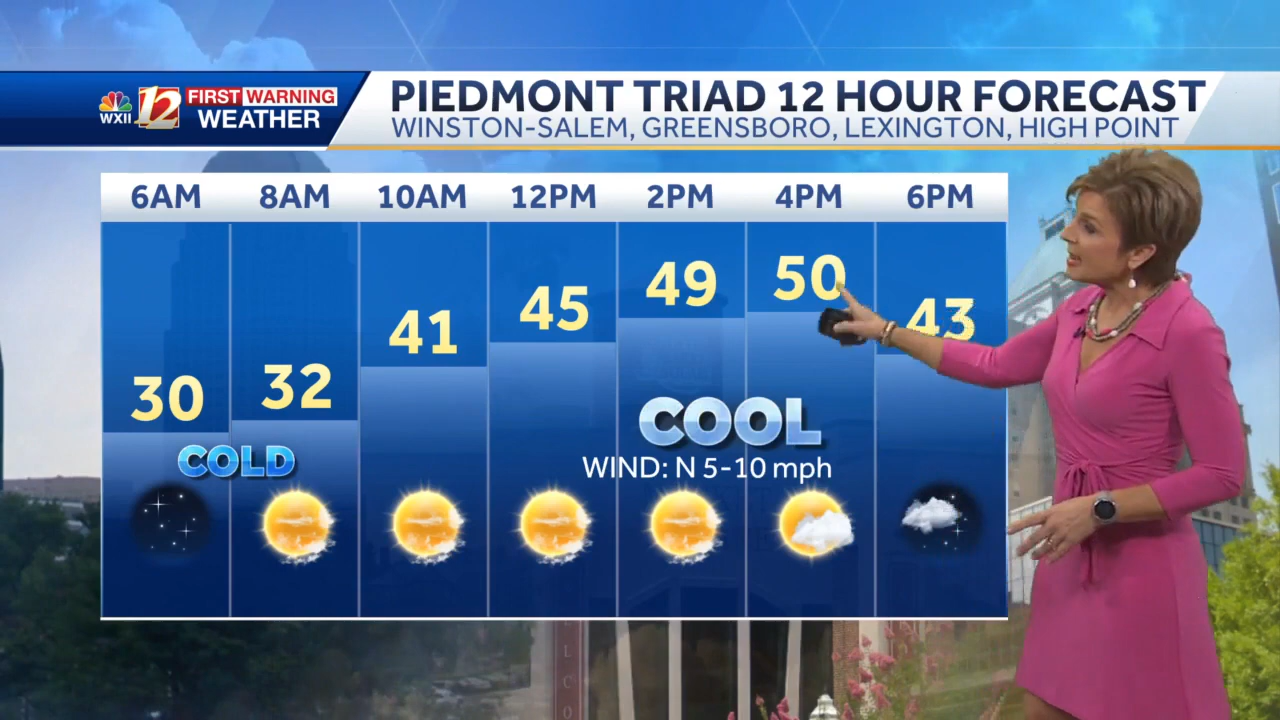 WXII 12 FIRST WARNING WEATHER
PIEDMONT TRIAD 12 HOUR FORECAST
WINSTON-SALEM, GREENSBORO, LEXINGTON, HIGH POINT
6AM 8AM 10AM 12PM 2PM 4PM 6PM
30 32 41 45 49 50 43
COLD
COOL
WIND: N 5-10 mph